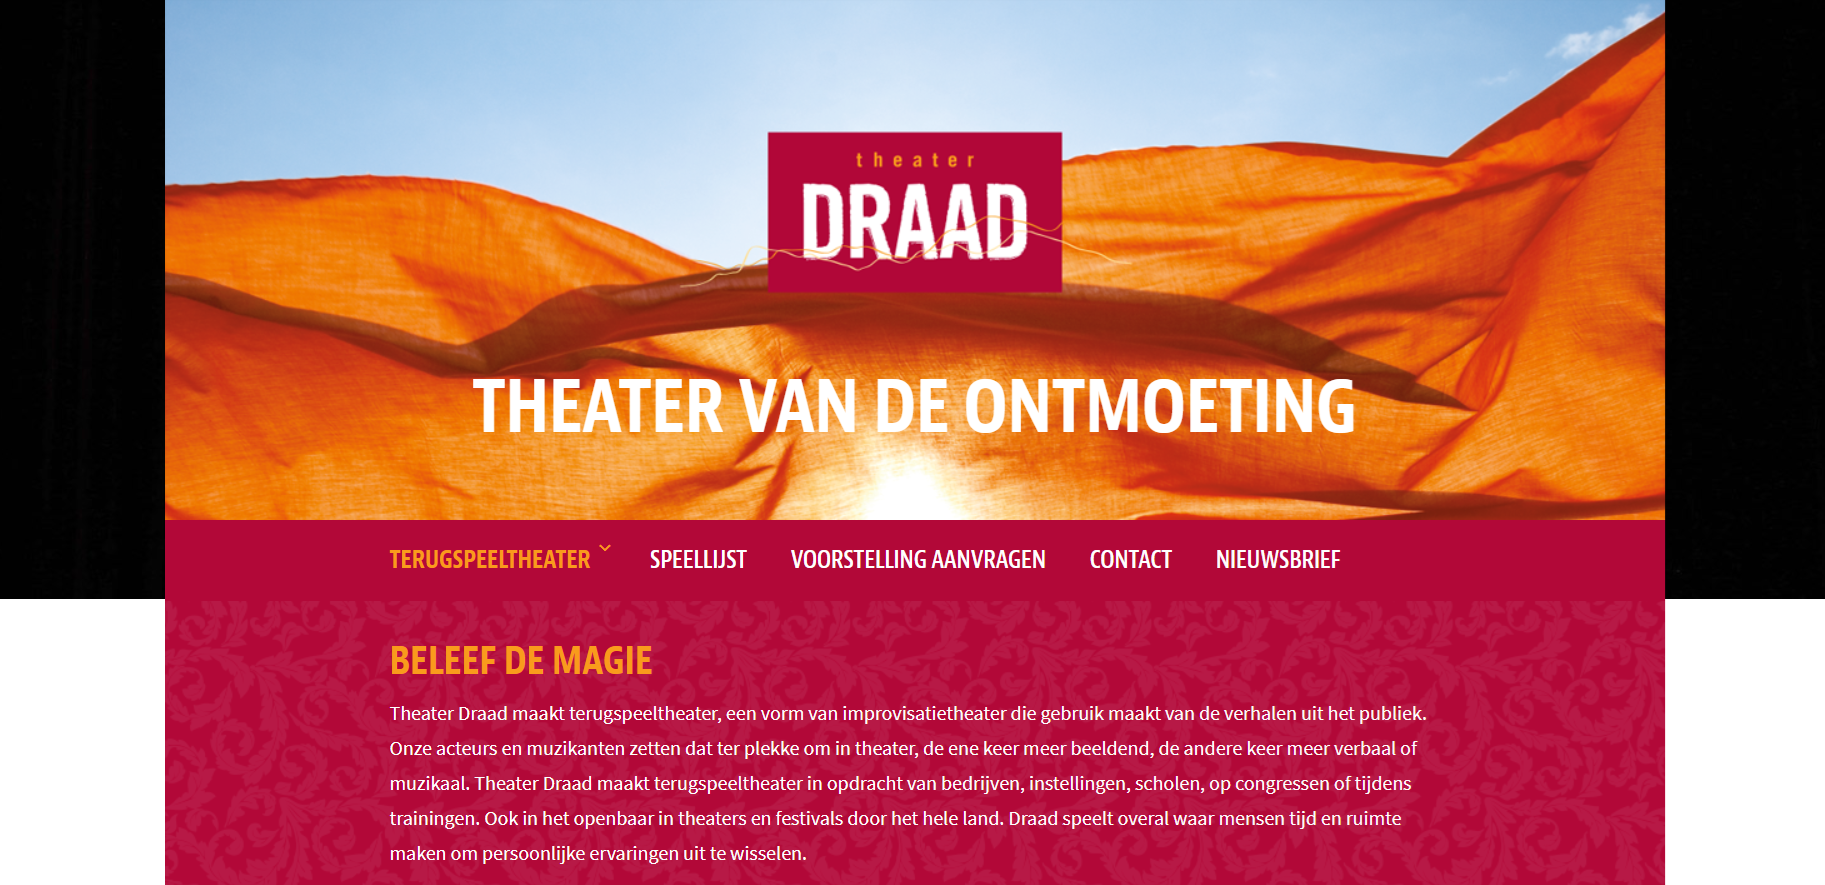 theater
DRAAD
THEATER VAN DE ONTMOETING
TERUGSPEELTHEATER SPEELLIJST VOORSTELLING AANVRAGEN CONTACT NIEUWSBRIEF
BELEEF DE MAGIE
Theater Draad maakt terugspeeltheater, een vorm van improvisatietheater die gebruik maakt van de verhalen uit het publiek.
Onze acteurs en muzikanten zetten dat ter plekke om in theater, de ene keer meer beeldend, de andere keer meer verbaal of
muzikaal. Theater Draad maakt terugspeeltheater in opdracht van bedrijven, instellingen, scholen, op congressen of tijdens
trainingen. Ook in het openbaar in theaters en festivals door het hele land. Draad speelt overal waar mensen tijd en ruimte
maken om persoonlijke ervaringen uit te wisselen.